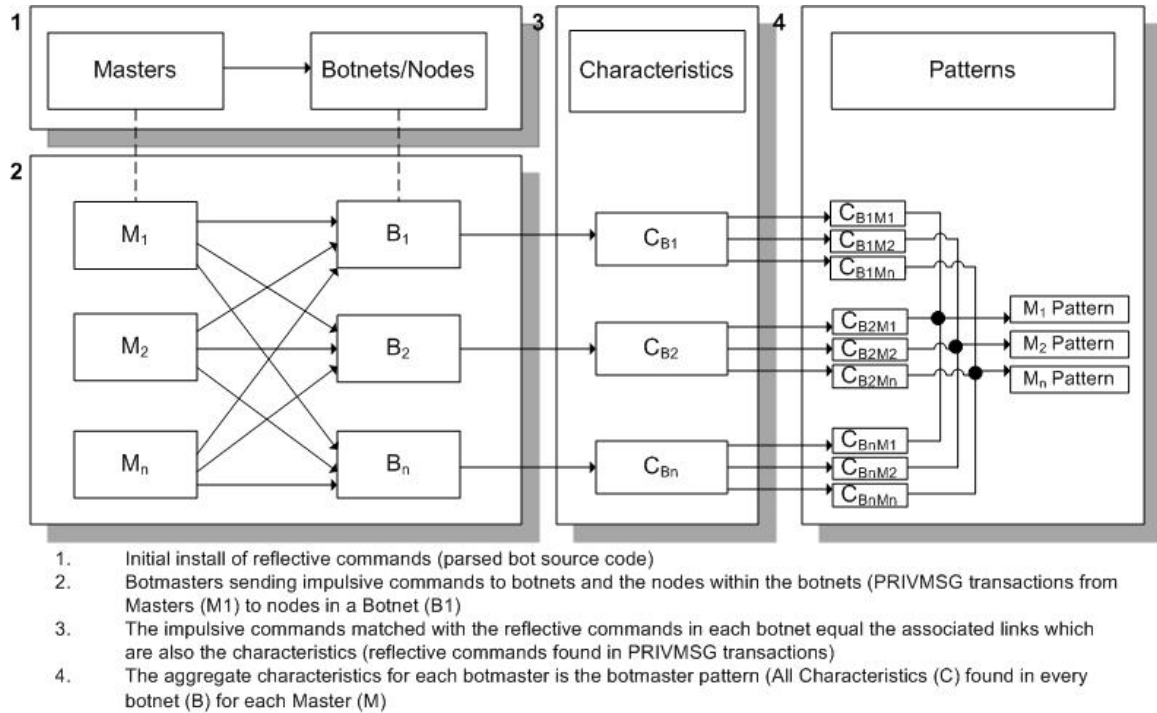 1
3
4
Masters
Botnets/Nodes
Characteristics
Patterns
2
M1
B1
CB1
CB1M1
CB1M2
CB1Mn
M2
B2
CB2
CB2M1
CB2M2
CB2Mn
M1 Pattern
M2 Pattern
Mn Pattern
Mn
Bn
CBn
CBnM1
CBnM2
CBnMn
1. Initial install of reflective commands (parsed bot source code)
2. Botmasters sending impulsive commands to botnets and the nodes within the botnets (PRIVMSG transactions from
Masters (M1) to nodes in a Botnet (B1)
3. The impulsive commands matched with the reflective commands in each botnet equal the associated links which
are also the characteristics (reflective commands found in PRIVMSG transactions)
4. The aggregate characteristics for each botmaster is the botmaster pattern (All Characteristics (C) found in every
botnet (B) for each Master (M)